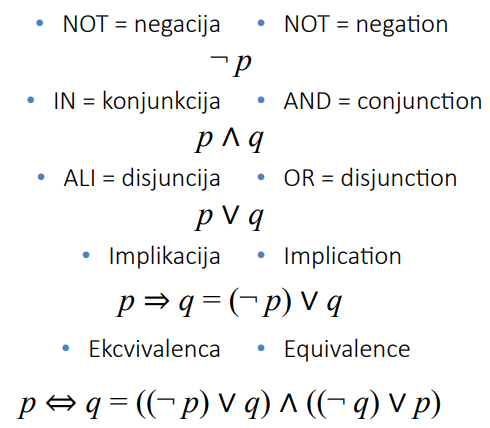 • NOT = negacija • NOT = negation
¬ p
• IN = konjunkcija • AND = conjunction
p ∧ q
• ALI = disjuncija • OR = disjunction
p ∨ q
• Implikacija • Implication
p ⇒ q = (¬ p) ∨ q
• Ekcvivalenca • Equivalence
p ⇔ q = ((¬ p) ∨ q) ∧ ((¬ q) ∨ p)